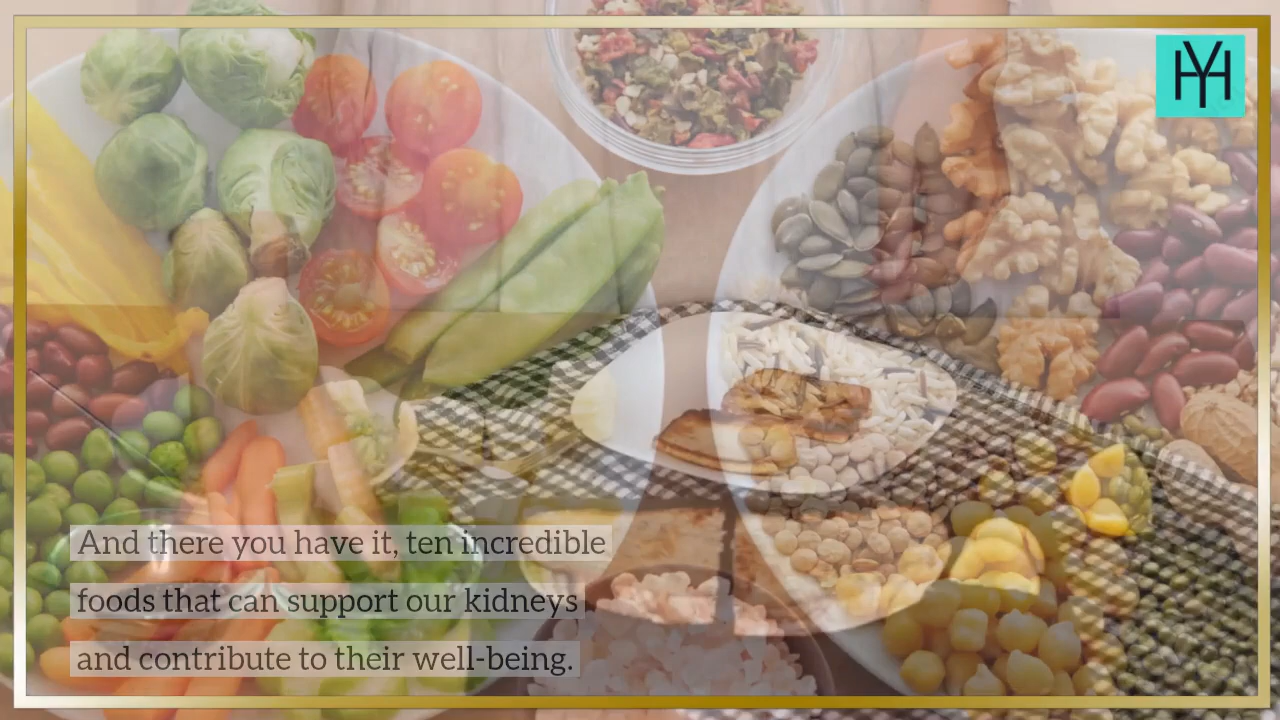 YH
And there you have it, ten incredible
foods that can support our kidneys
and contribute to their well-being.